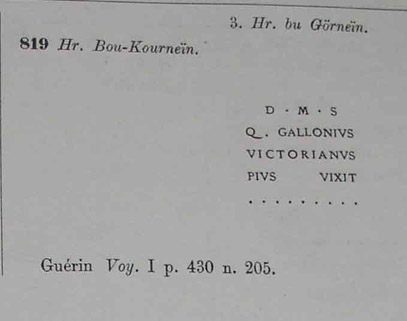 3. Hr. bu Görneïn.
819 Hr. Bou-Kourneïn.
D · M · S
Q . GALLONIVS
VICTORIANVS
PIVS VIXIT
. . . . . . . . .
Guérin Voy. I p. 430 n. 205.